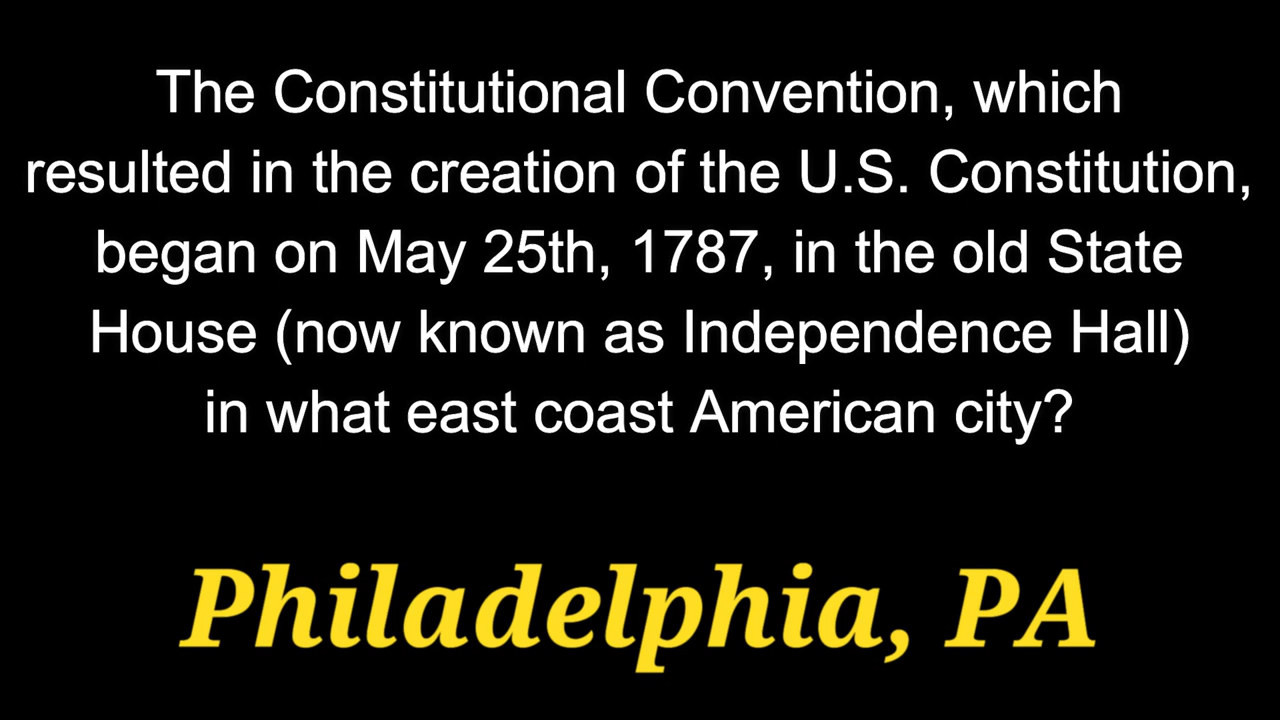 The Constitutional Convention, which
resulted in the creation of the U.S. Constitution,
began on May 25th, 1787, in the old State
House (now known as Independence Hall)
in what east coast American city?
Philadelphia, PA